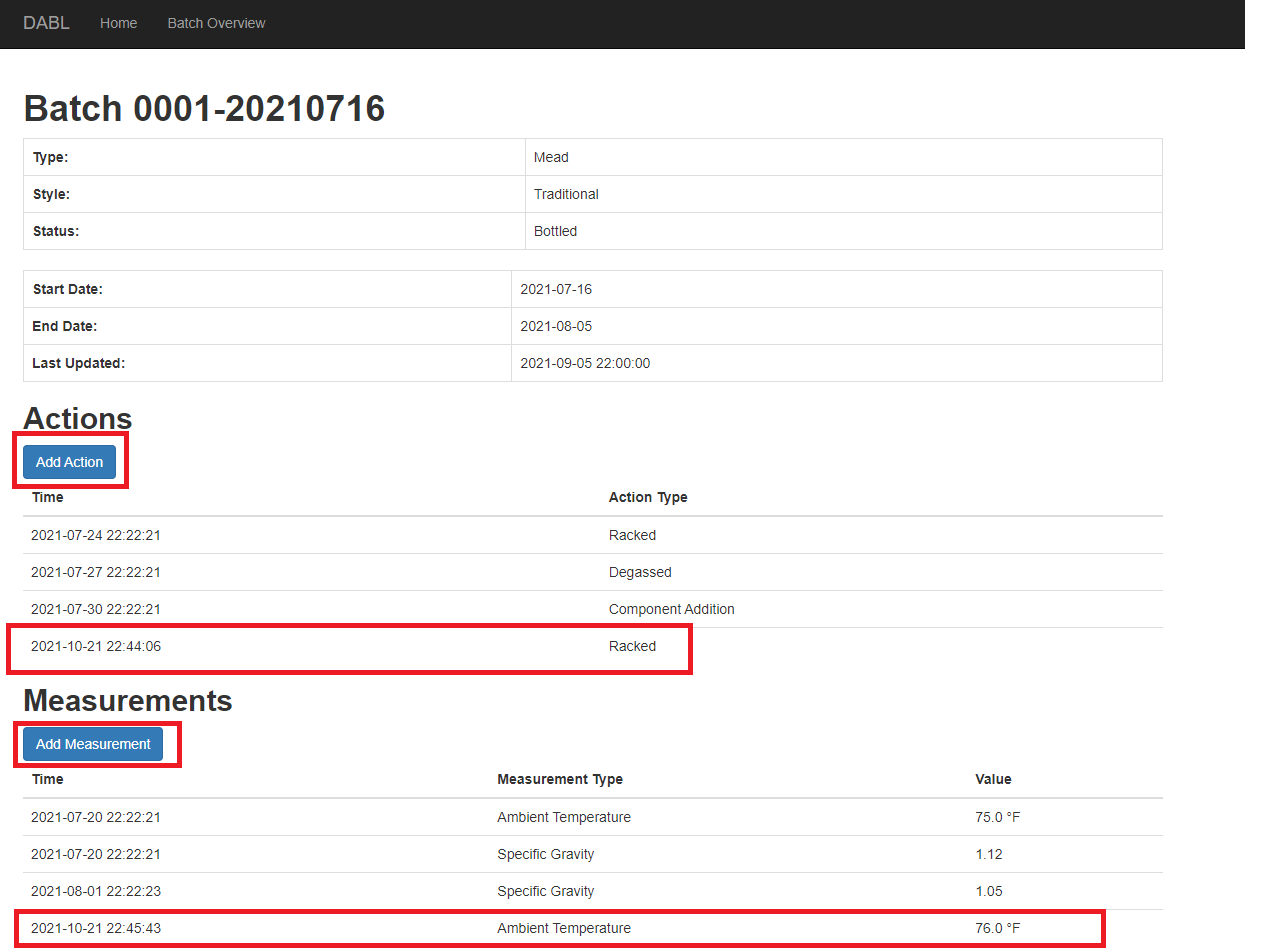 DABL Home Batch Overview
Batch 0001-20210716
Type: Mead
Style: Traditional
Status: Bottled
Start Date: 2021-07-16
End Date: 2021-08-05
Last Updated: 2021-09-05 22:00:00
Actions
Add Action
Time Action Type
2021-07-24 22:22:21 Racked
2021-07-27 22:22:21 Degassed
2021-07-30 22:22:21 Component Addition
2021-10-21 22:44:06 Racked
Measurements
Add Measurement
Time Measurement Type Value
2021-07-20 22:22:21 Ambient Temperature 75.0 °F
2021-07-20 22:22:21 Specific Gravity 1.12
2021-08-01 22:22:23 Specific Gravity 1.05
2021-10-21 22:45:43 Ambient Temperature 76.0 °F